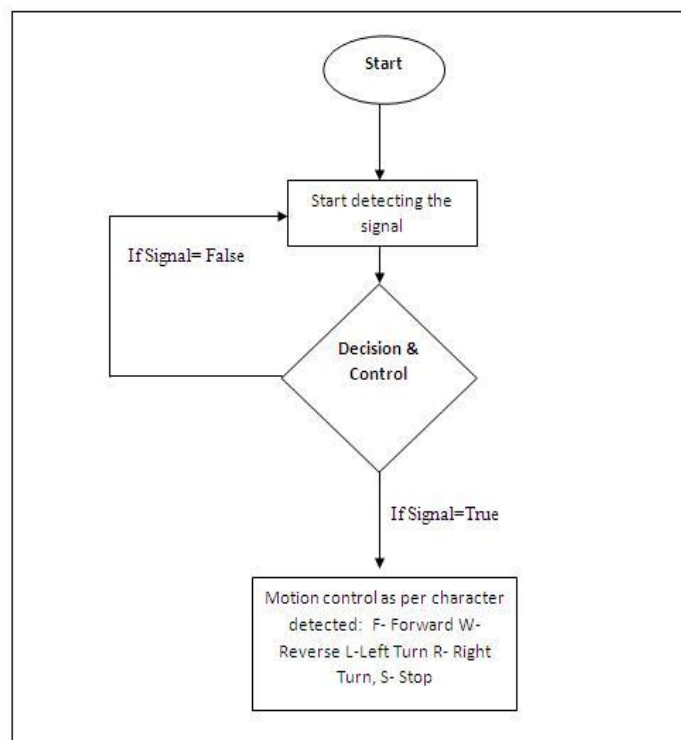 Start
Start detecting the
signal
If Signal= False
Decision &
Control
If Signal=True
Motion control as per character
detected:  F- Forward W-
Reverse L-Left Turn R- Right
Turn, S- Stop